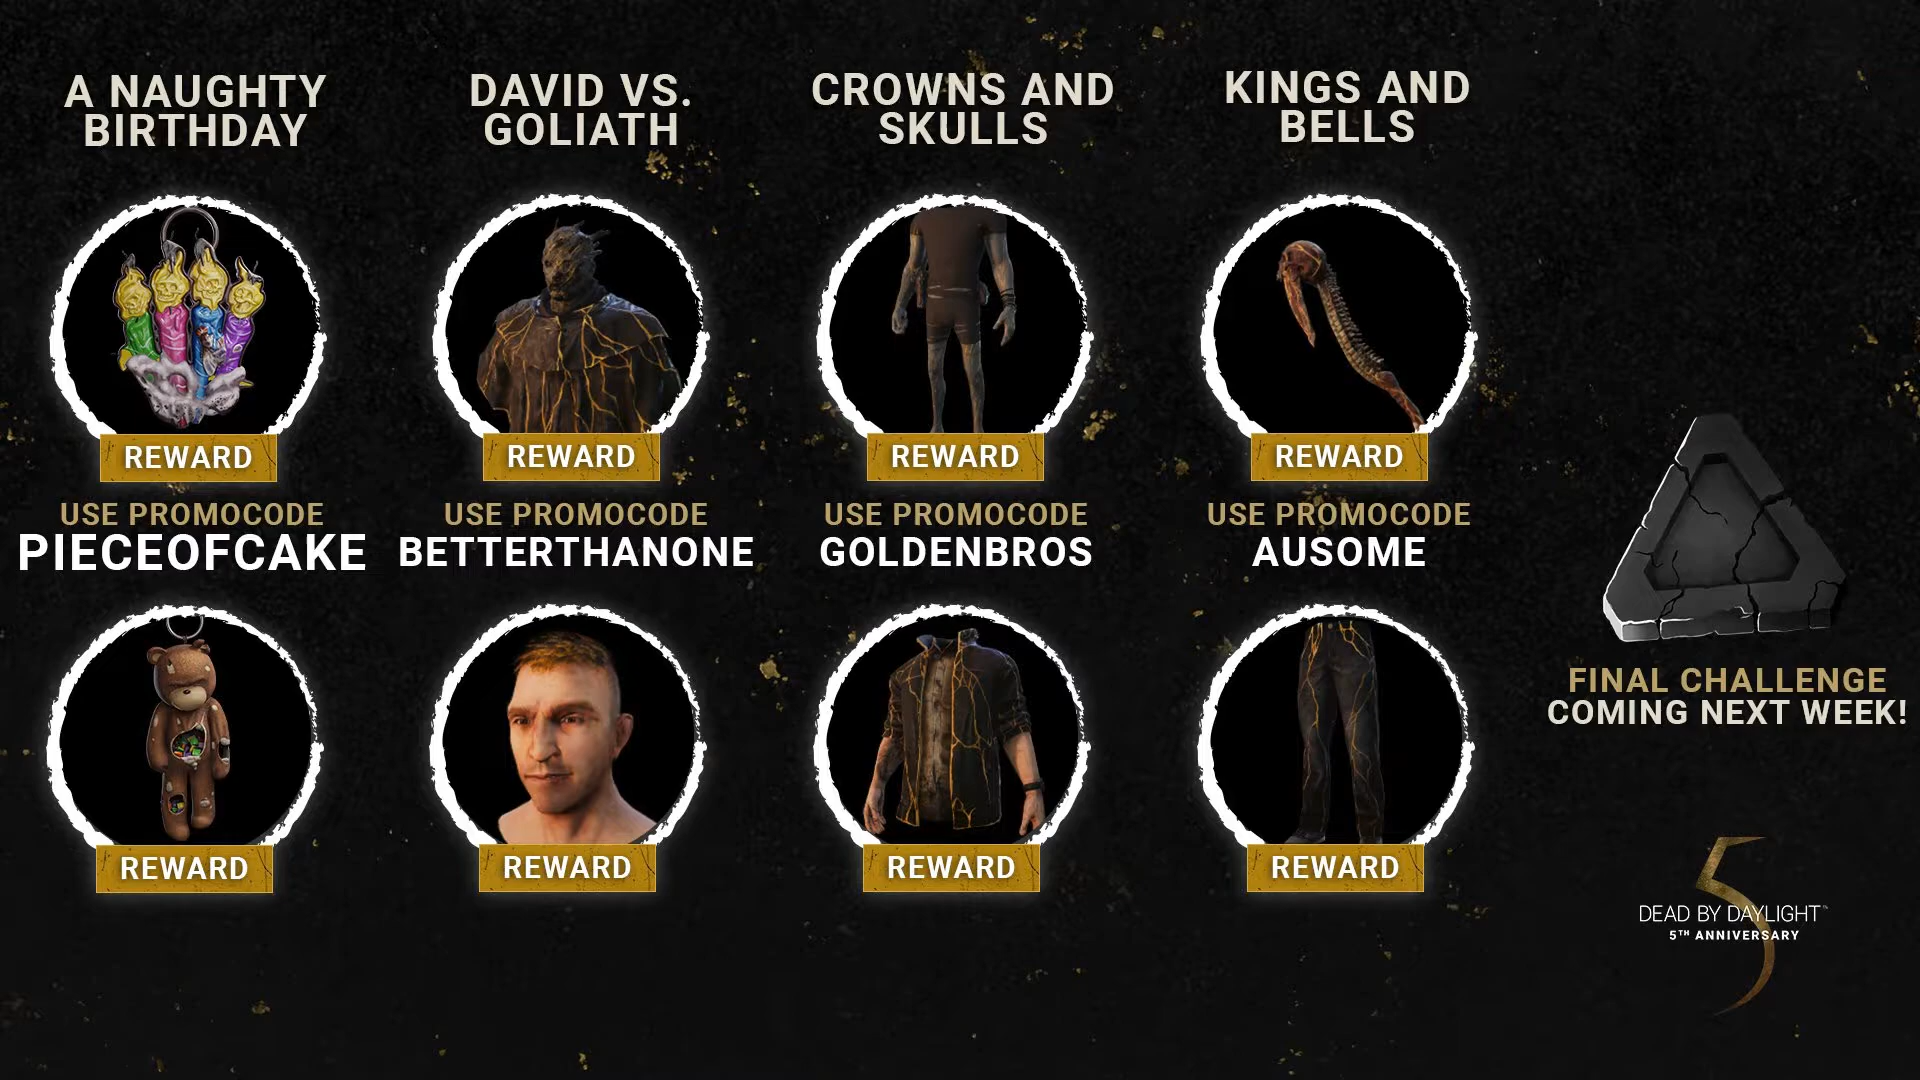 A NAUGHTY
BIRTHDAY
REWARD
USE PROMOCODE
PIECEOFCAKE
REWARD
DAVID VS.
GOLIATH
REWARD
USE PROMOCODE
BETTERTHANONE
REWARD
CROWNS AND
SKULLS
REWARD
USE PROMOCODE
GOLDENBROS
REWARD
KINGS AND
BELLS
REWARD
USE PROMOCODE
AUSOME
REWARD
FINAL CHALLENGE
COMING NEXT WEEK!
5
DEAD BY DAYLIGHT™
5TH ANNIVERSARY